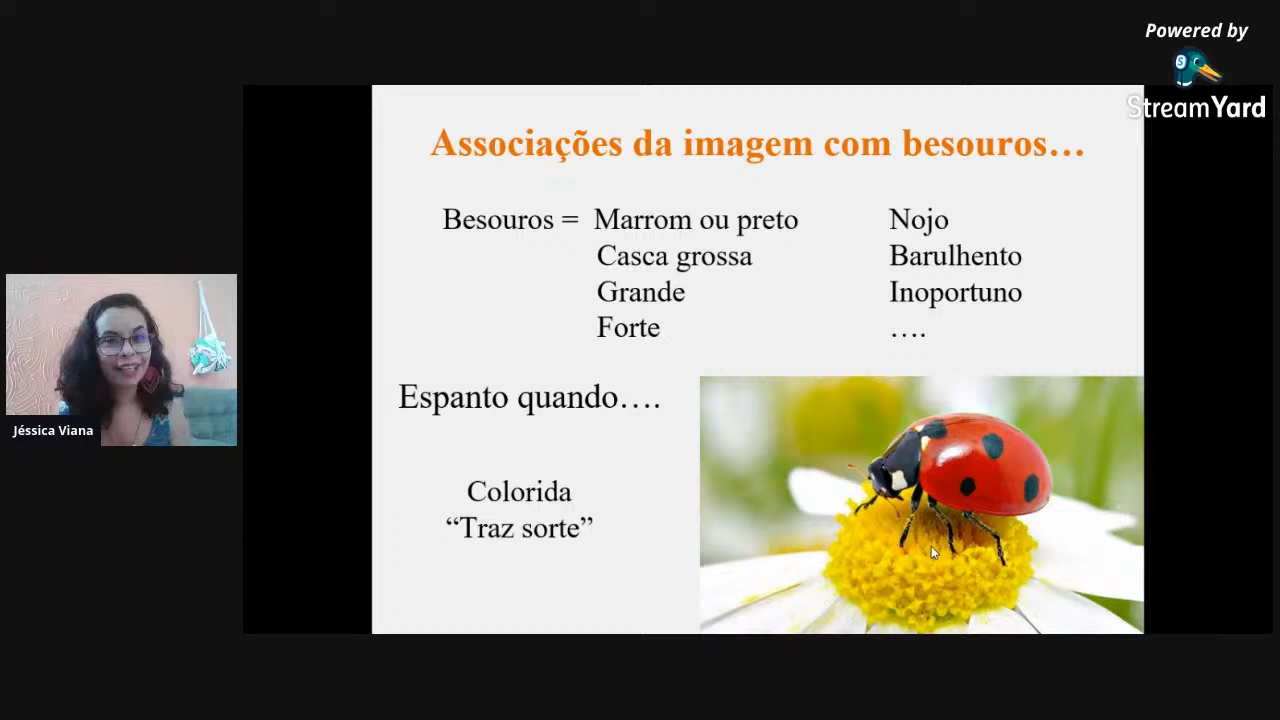 Powered by
StreamYard
Associações da imagem com besouros…
Besouros = Marrom ou preto
Casca grossa
Grande
Forte
Nojo
Barulhento
Inoportuno
….
Espanto quando….
Colorida
“Traz sorte”
Jéssica Viana